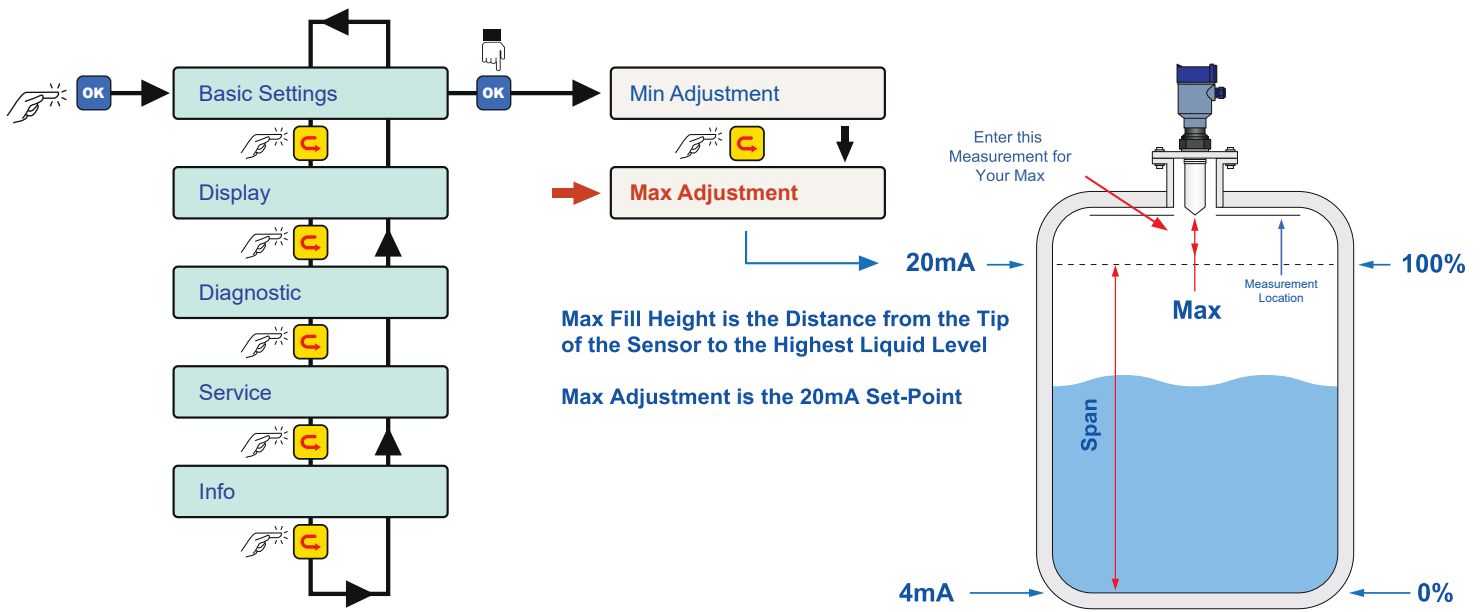 OK
Basic Settings
OK
Min Adjustment
Display
Max Adjustment
Diagnostic
Service
Info
Enter this
Measurement for
Your Max
20mA
100%
Measurement
Location
Max
Max Fill Height is the Distance from the Tip
of the Sensor to the Highest Liquid Level
Max Adjustment is the 20mA Set-Point
Span
4mA
0%